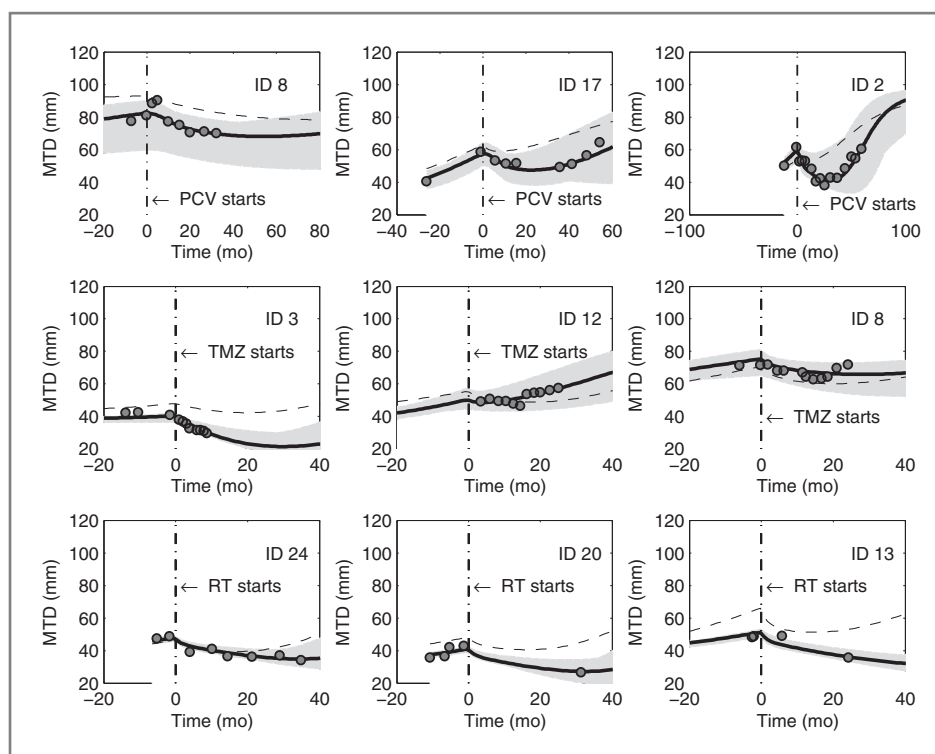 120
100
80
60
40
20
MTD (mm)
ID 8
← PCV starts
−20 0 20 40 60 80
Time (mo)
120
100
80
60
40
20
MTD (mm)
ID 17
← PCV starts
−40 −20 0 20 40 60
Time (mo)
120
100
80
60
40
20
MTD (mm)
ID 2
← PCV starts
−100 0 100
Time (mo)
120
100
80
60
40
20
MTD (mm)
ID 3
← TMZ starts
−20 0 20 40
Time (mo)
120
100
80
60
40
20
MTD (mm)
ID 12
← TMZ starts
−20 0 20 40
Time (mo)
120
100
80
60
40
20
MTD (mm)
ID 8
← TMZ starts
−20 0 20 40
Time (mo)
120
100
80
60
40
20
MTD (mm)
ID 24
← RT starts
−20 0 20 40
Time (mo)
120
100
80
60
40
20
MTD (mm)
ID 20
← RT starts
−20 0 20 40
Time (mo)
120
100
80
60
40
20
MTD (mm)
ID 13
← RT starts
−20 0 20 40
Time (mo)